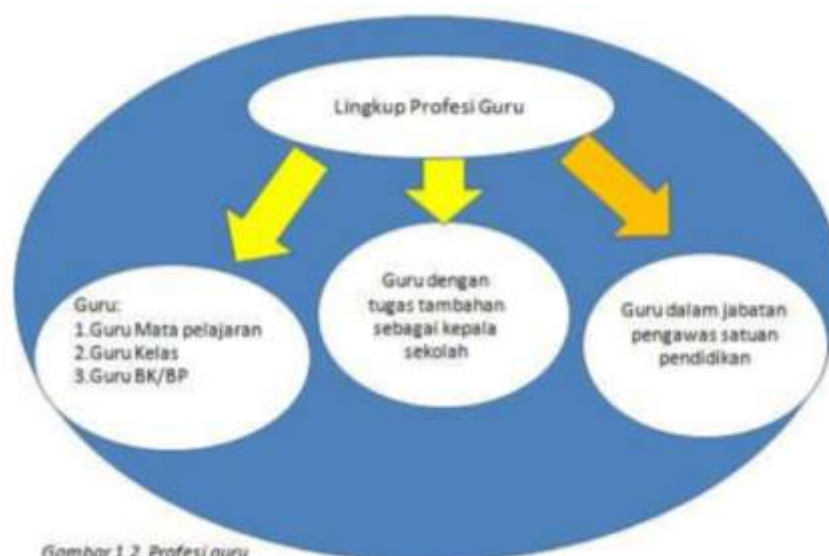 Lingkup Profesi Guru
Guru:
1.Guru Mata pelajaran
2.Guru Kelas
3.Guru BK/BP
Guru dengan
tugas tambahan
sebagai kepala
sekolah
Guru dalam jabatan
pengawas satuan
pendidikan
Gambar 1.2 Profesi guru